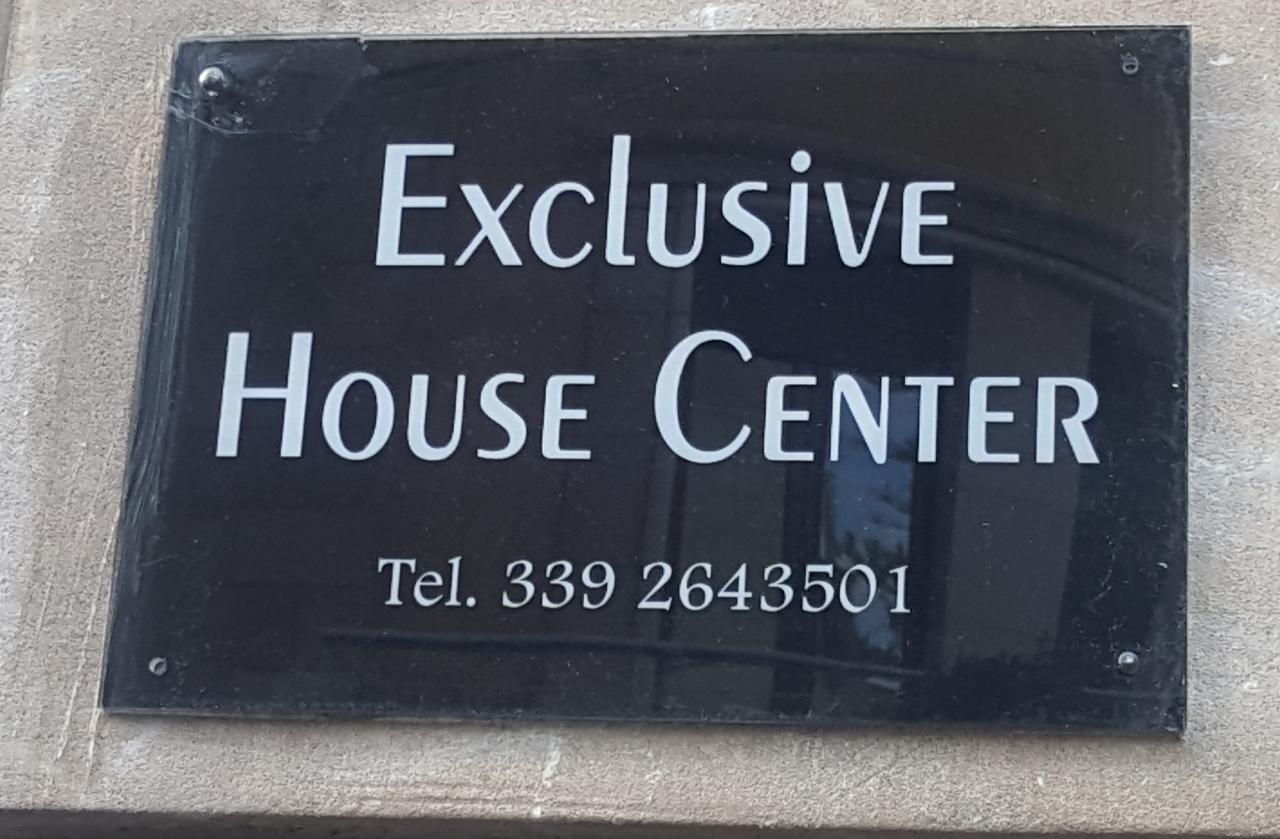 Exclusive
House Center
Tel. 339 2643501